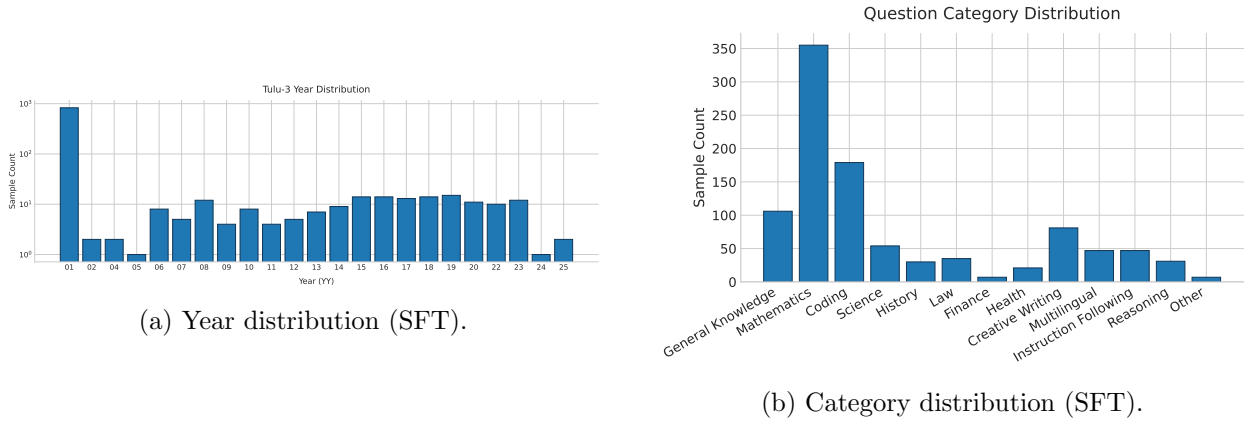 Tulu-3 Year Distribution
10³
10²
10¹
10⁰
Sample Count
01 02 04 05 06 07 08 09 10 11 12 13 14 15 16 17 18 19 20 22 23 24 25
Year (YY)
(a) Year distribution (SFT).
Question Category Distribution
350
300
250
200
150
100
50
0
Sample Count
General Knowledge
Mathematics
Coding
Science
History
Law
Finance
Health
Creative Writing
Multilingual
Instruction Following
Reasoning
Other
(b) Category distribution (SFT).